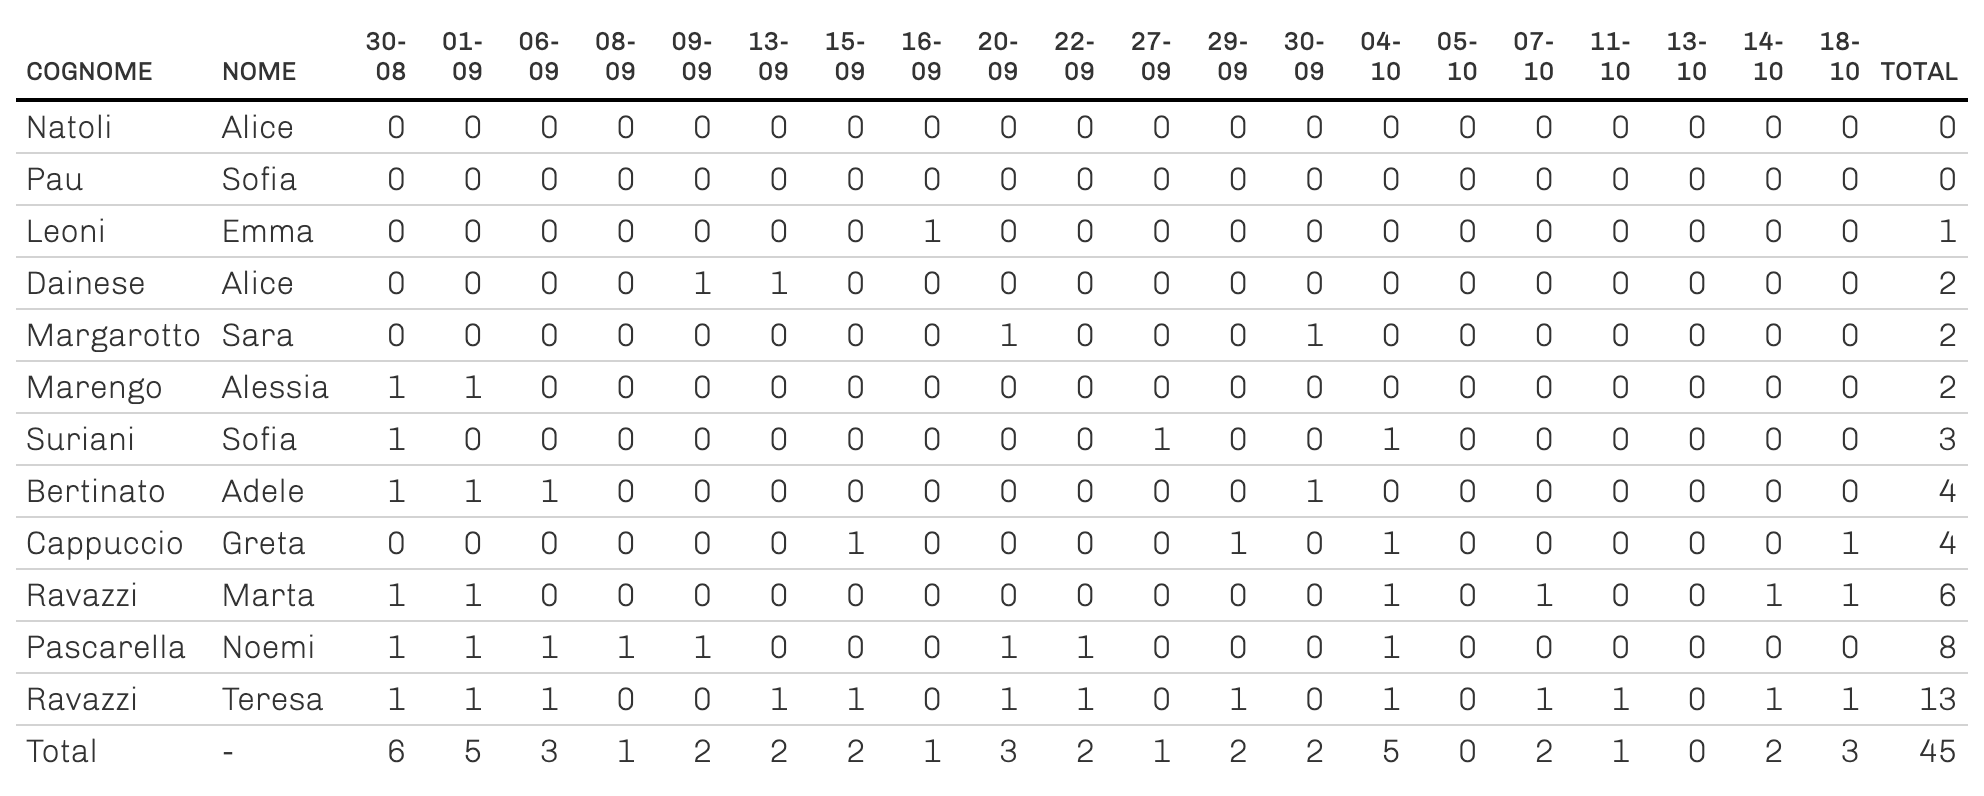 COGNOME NOME 30-08 01-09 06-09 08-09 09-09 13-09 15-09 16-09 20-09 22-09 27-09 29-09 30-09 04-10 05-10 07-10 11-10 13-10 14-10 18-10 TOTAL
Natoli Alice 0 0 0 0 0 0 0 0 0 0 0 0 0 0 0 0 0 0 0 0 0
Pau Sofia 0 0 0 0 0 0 0 0 0 0 0 0 0 0 0 0 0 0 0 0 0
Leoni Emma 0 0 0 0 0 0 0 1 0 0 0 0 0 0 0 0 0 0 0 0 1
Dainese Alice 0 0 0 0 1 1 0 0 0 0 0 0 0 0 0 0 0 0 0 0 2
Margarotto Sara 0 0 0 0 0 0 0 0 1 0 0 0 1 0 0 0 0 0 0 0 2
Marengo Alessia 1 1 0 0 0 0 0 0 0 0 0 0 0 0 0 0 0 0 0 0 2
Suriani Sofia 1 0 0 0 0 0 0 0 0 0 1 0 0 1 0 0 0 0 0 0 3
Bertinato Adele 1 1 1 0 0 0 0 0 0 0 0 0 1 0 0 0 0 0 0 0 4
Cappuccio Greta 0 0 0 0 0 0 1 0 0 0 0 1 0 1 0 0 0 0 0 1 4
Ravazzi Marta 1 1 0 0 0 0 0 0 0 0 0 0 0 1 0 1 0 0 1 1 6
Pascarella Noemi 1 1 1 1 1 0 0 0 1 1 0 0 0 1 0 0 0 0 0 0 8
Ravazzi Teresa 1 1 1 0 0 1 1 0 1 1 0 1 0 1 0 1 1 0 1 1 13
Total - 6 5 3 1 2 2 2 1 3 2 1 2 2 5 0 2 1 0 2 3 45